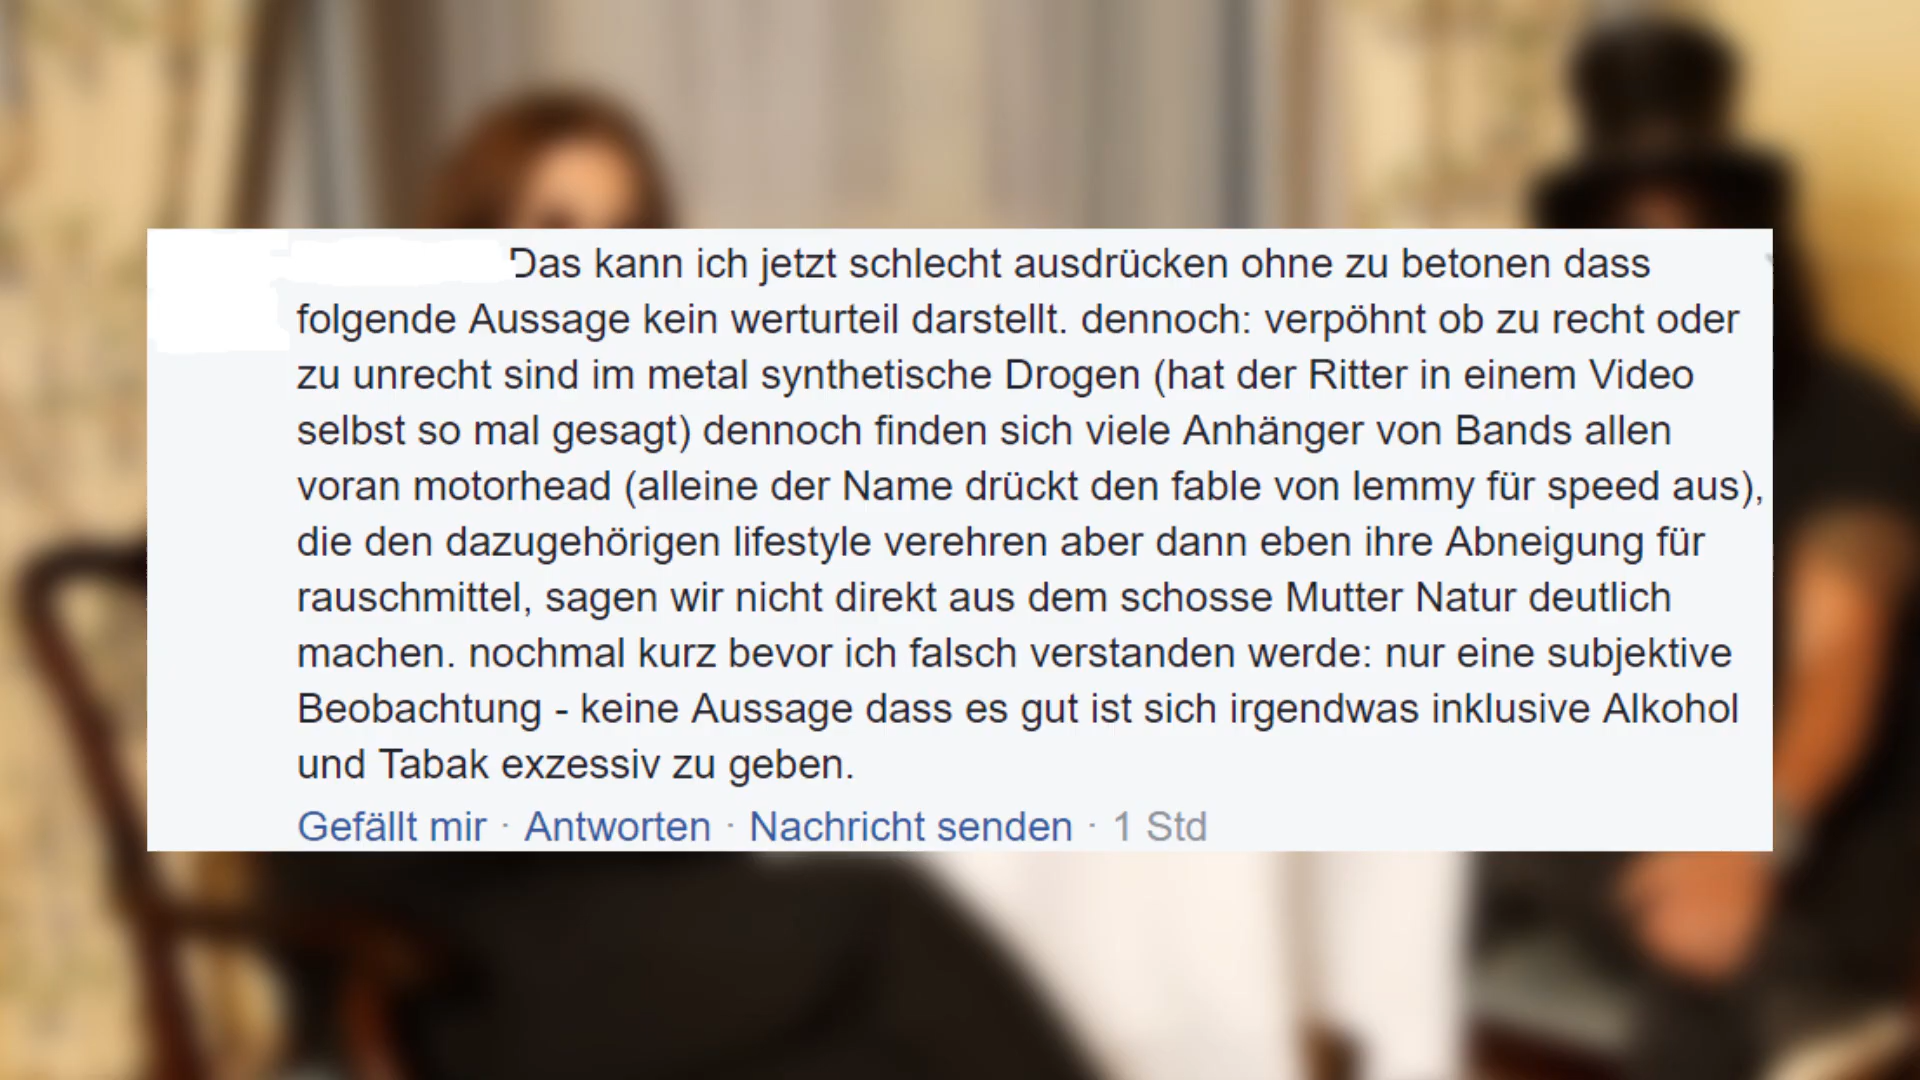 Das kann ich jetzt schlecht ausdrücken ohne zu betonen dass
folgende Aussage kein werturteil darstellt. dennoch: verpöhnt ob zu recht oder
zu unrecht sind im metal synthetische Drogen (hat der Ritter in einem Video
selbst so mal gesagt) dennoch finden sich viele Anhänger von Bands allen
voran motorhead (alleine der Name drückt den fable von lemmy für speed aus),
die den dazugehörigen lifestyle verehren aber dann eben ihre Abneigung für
rauschmittel, sagen wir nicht direkt aus dem schosse Mutter Natur deutlich
machen. nochmal kurz bevor ich falsch verstanden werde: nur eine subjektive
Beobachtung - keine Aussage dass es gut ist sich irgendwas inklusive Alkohol
und Tabak exzessiv zu geben.
Gefällt mir · Antworten · Nachricht senden · 1 Std